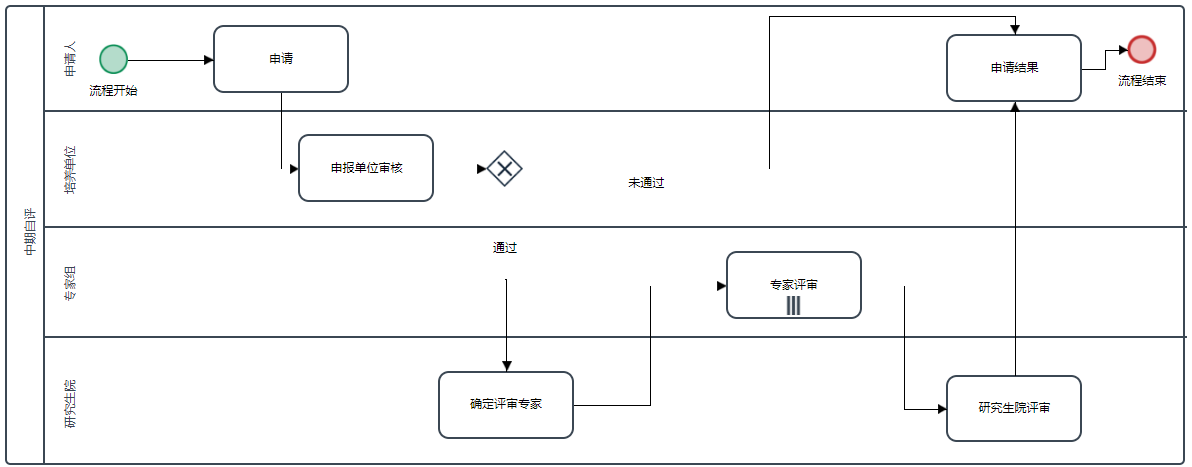 中期自评
申请人
流程开始
申请
申请结果
流程结束
培养单位
申报单位审核
未通过
专家组
通过
专家评审
研究生院
确定评审专家
研究生院评审